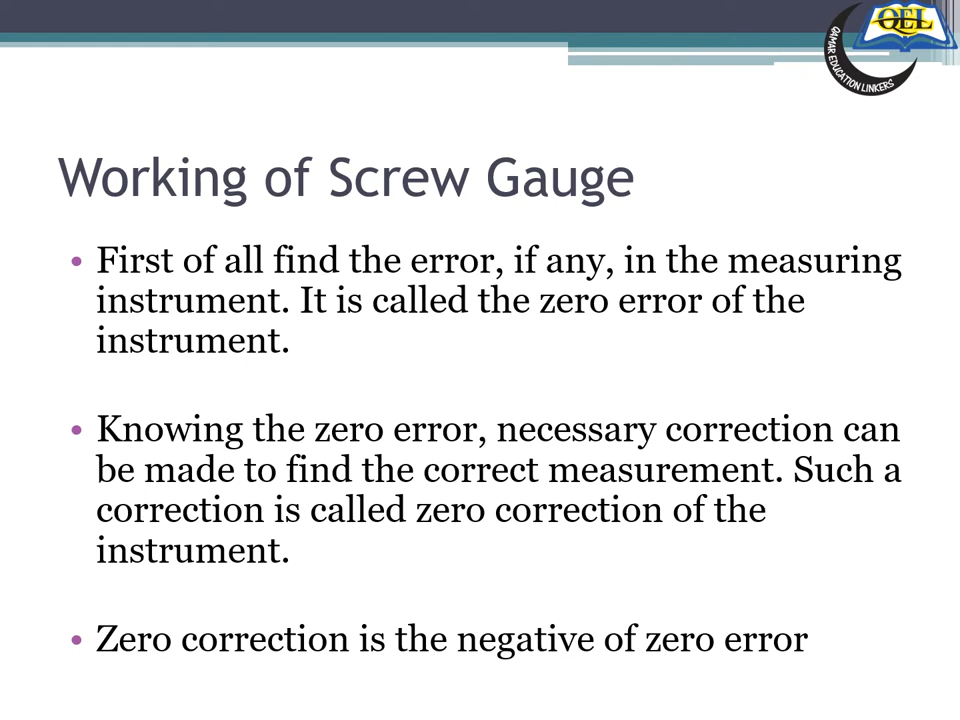 QEL
QAMAR EDUCATION LINKERS
Working of Screw Gauge
• First of all find the error, if any, in the measuring
instrument. It is called the zero error of the
instrument.
• Knowing the zero error, necessary correction can
be made to find the correct measurement. Such a
correction is called zero correction of the
instrument.
• Zero correction is the negative of zero error